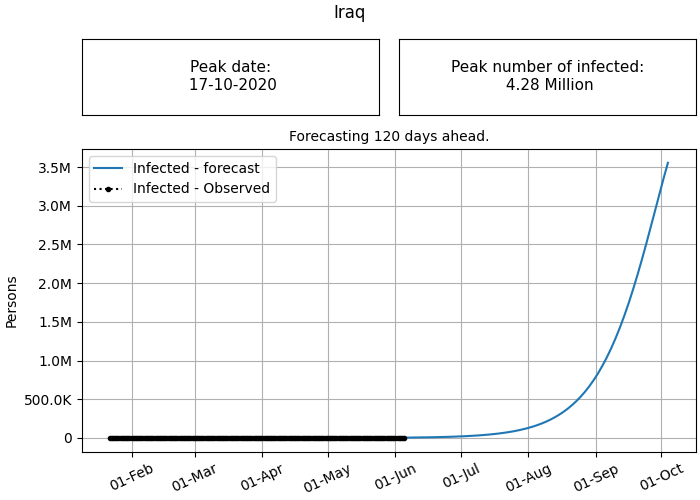 Iraq
Peak date:
17-10-2020
Peak number of infected:
4.28 Million
Forecasting 120 days ahead.
Infected - forecast
Infected - Observed
Persons
3.5M
3.0M
2.5M
2.0M
1.5M
1.0M
500.0K
0
01-Feb
01-Mar
01-Apr
01-May
01-Jun
01-Jul
01-Aug
01-Sep
01-Oct